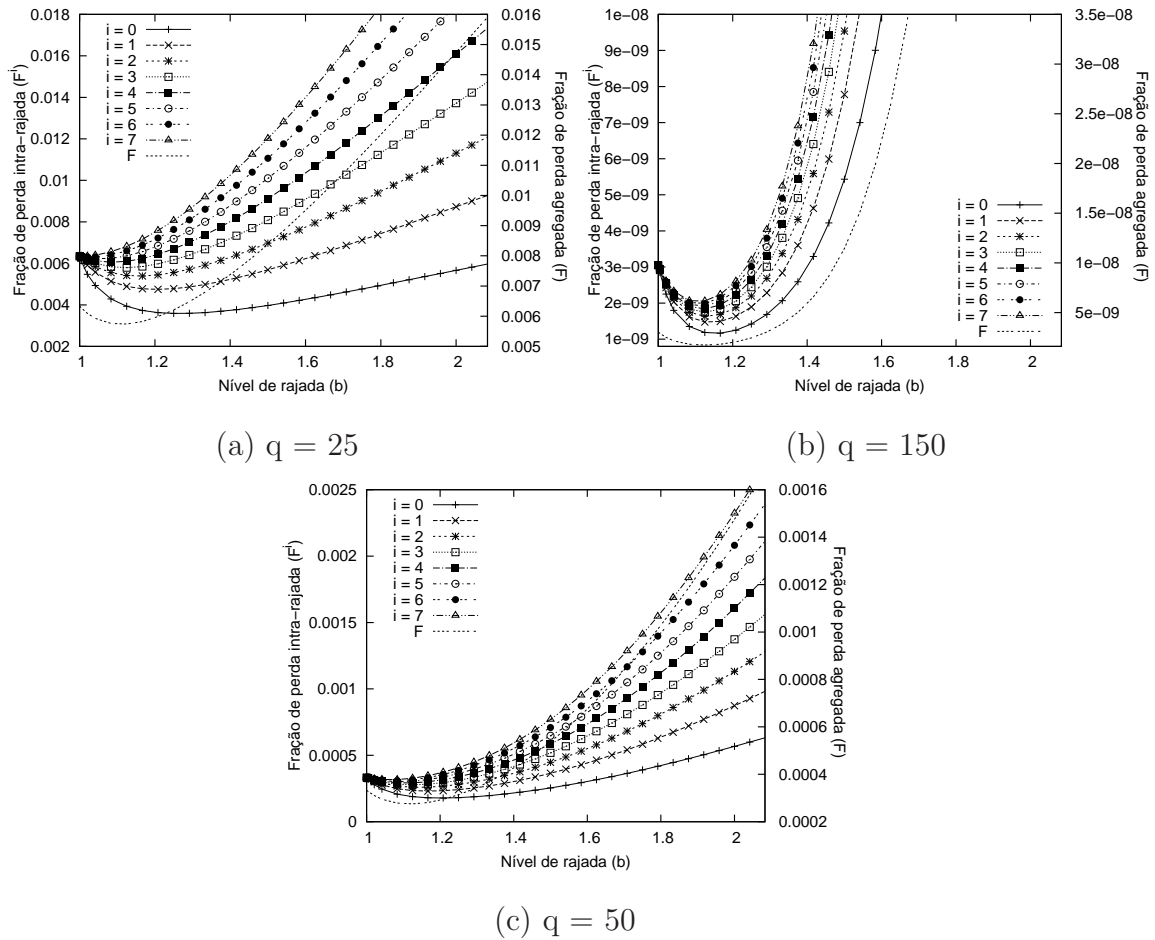 0.018
0.016
0.014
0.012
0.01
0.008
0.006
0.004
0.002
Fração de perda intra-rajada (F^i)
i = 0
i = 1
i = 2
i = 3
i = 4
i = 5
i = 6
i = 7
F
0.016
0.015
0.014
0.013
0.012
0.011
0.01
0.009
0.008
0.007
0.006
0.005
Fração de perda agregada (F)
1 1.2 1.4 1.6 1.8 2
Nível de rajada (b)
(a) q = 25
1e-08
9e-09
8e-09
7e-09
6e-09
5e-09
4e-09
3e-09
2e-09
1e-09
Fração de perda intra-rajada (F^i)
i = 0
i = 1
i = 2
i = 3
i = 4
i = 5
i = 6
i = 7
F
3.5e-08
3e-08
2.5e-08
2e-08
1.5e-08
1e-08
5e-09
Fração de perda agregada (F)
1 1.2 1.4 1.6 1.8 2
Nível de rajada (b)
(b) q = 150
0.0025
0.002
0.0015
0.001
0.0005
0
Fração de perda intra-rajada (F^i)
i = 0
i = 1
i = 2
i = 3
i = 4
i = 5
i = 6
i = 7
F
0.0016
0.0014
0.0012
0.001
0.0008
0.0006
0.0004
0.0002
Fração de perda agregada (F)
1 1.2 1.4 1.6 1.8 2
Nível de rajada (b)
(c) q = 50